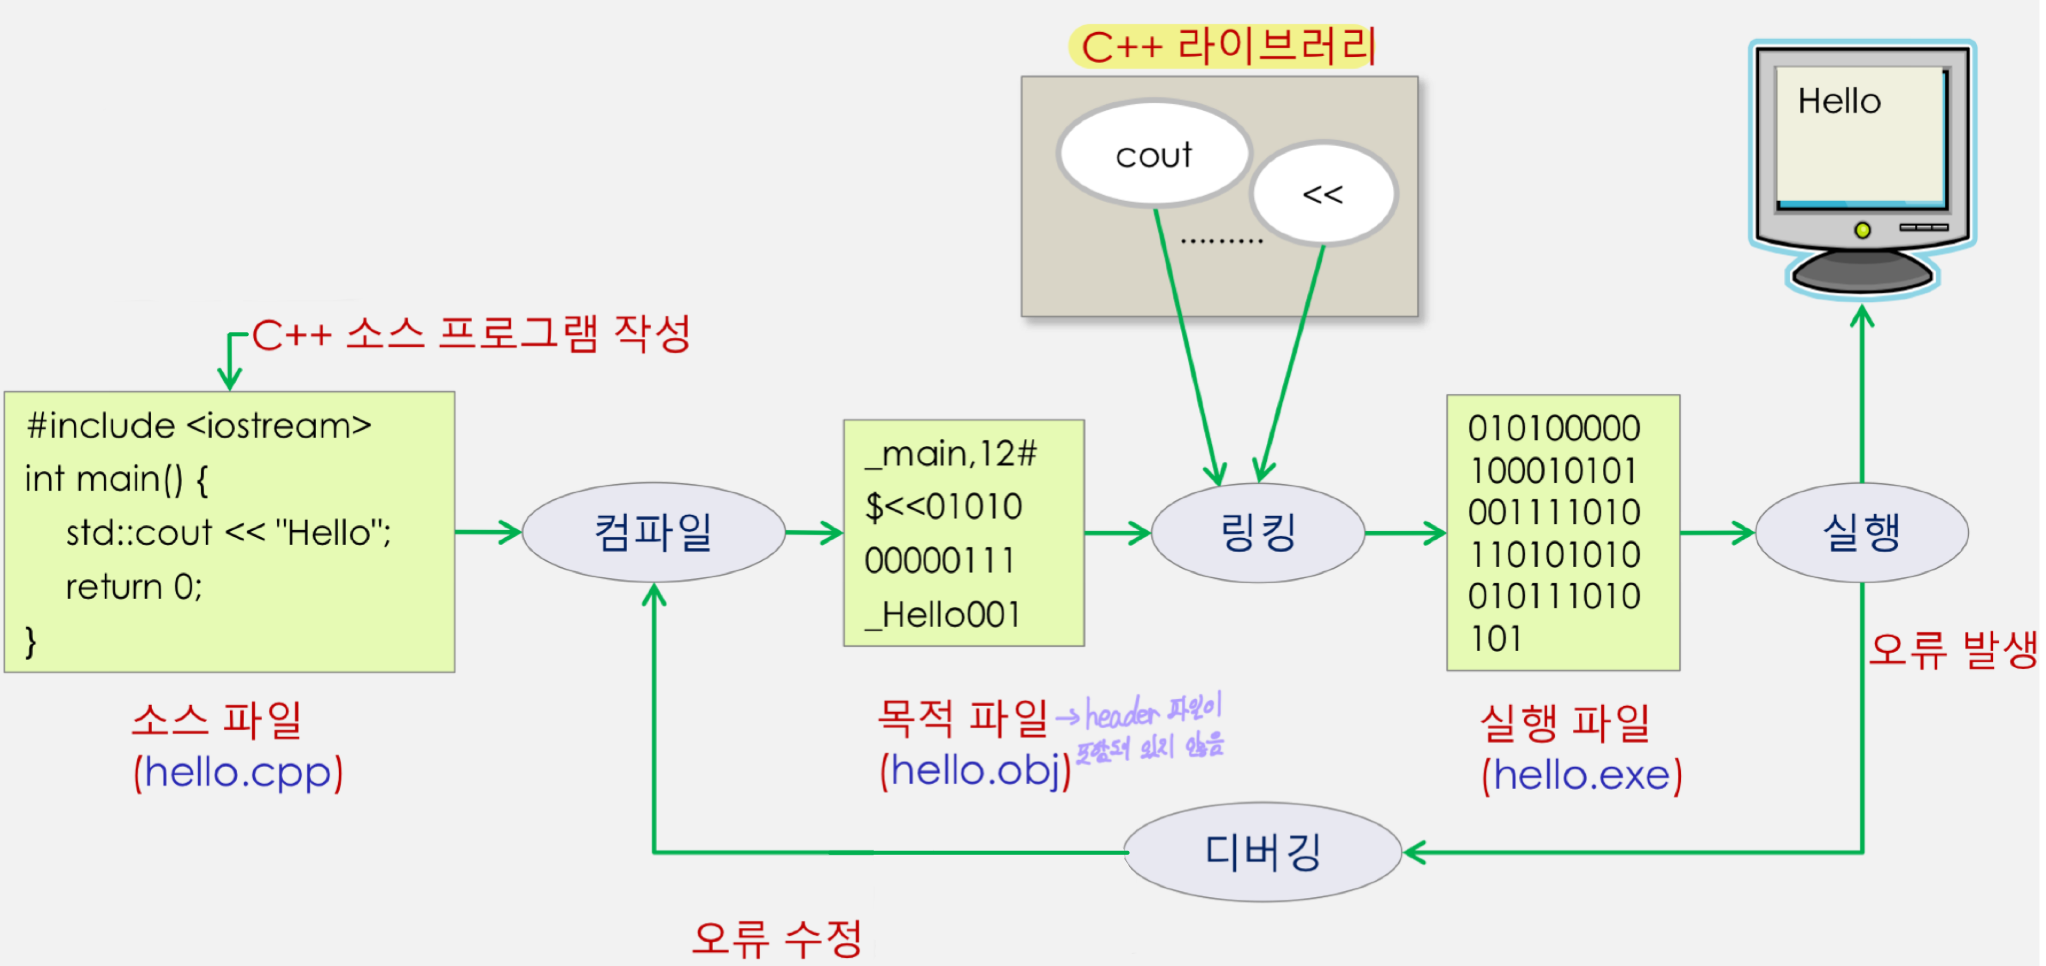 C++ 라이브러리
cout
<<
.........
Hello
C++ 소스 프로그램 작성
#include <iostream>
int main() {
std::cout << "Hello";
return 0;
}
소스 파일
(hello.cpp)
컴파일
_main,12#
$<<01010
00000111
_Hello001
목적 파일
(hello.obj)
→ header 파일이
포함되어 있지 않음
링킹
010100000
100010101
001111010
110101010
010111010
101
실행 파일
(hello.exe)
실행
오류 발생
디버깅
오류 수정